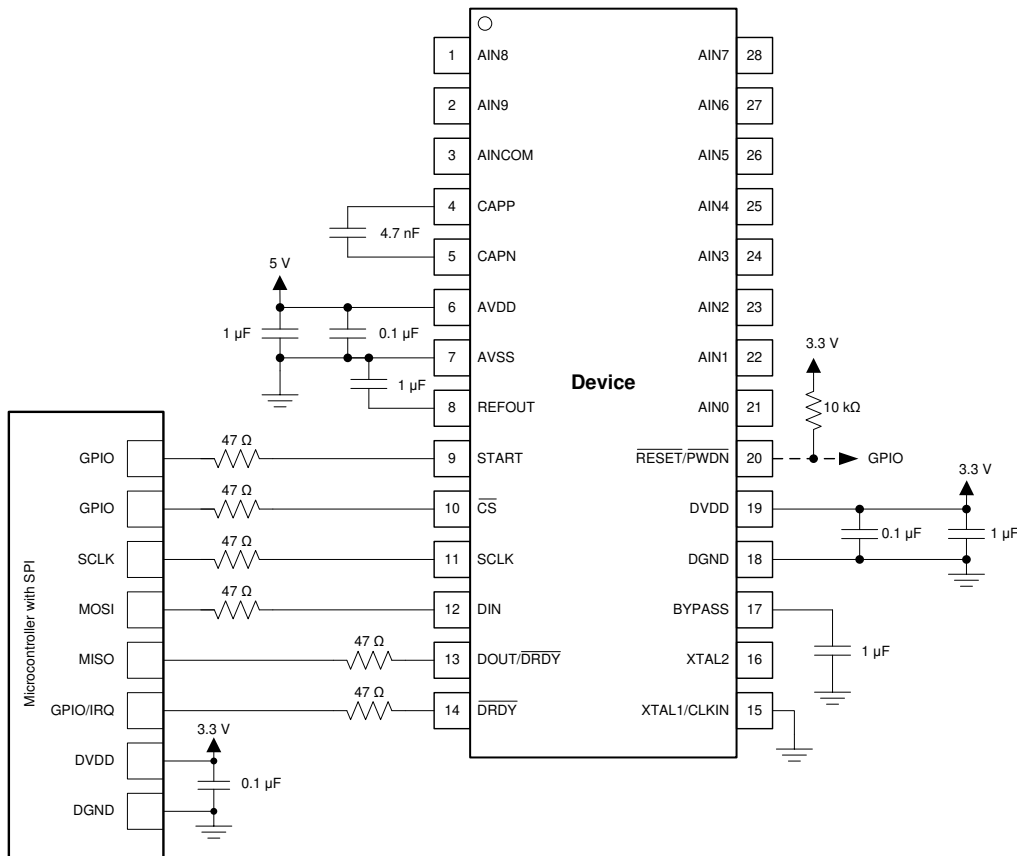 1 AIN8
AIN7 28
2 AIN9
AIN6 27
3 AINCOM
AIN5 26
4 CAPP
AIN4 25
4.7 nF
5 CAPN
AIN3 24
5 V
6 AVDD
AIN2 23
1 µF
0.1 µF
7 AVSS
AIN1 22
3.3 V
1 µF
Device
8 REFOUT
AIN0 21
10 kΩ
GPIO
47 Ω
9 START
RESET/PWDN 20
GPIO
3.3 V
GPIO
47 Ω
10 CS
DVDD 19
0.1 µF
1 µF
SCLK
47 Ω
11 SCLK
DGND 18
MOSI
47 Ω
12 DIN
BYPASS 17
1 µF
MISO
47 Ω
13 DOUT/DRDY
XTAL2 16
GPIO/IRQ
47 Ω
14 DRDY
XTAL1/CLKIN 15
3.3 V
DVDD
0.1 µF
DGND
Microcontroller with SPI